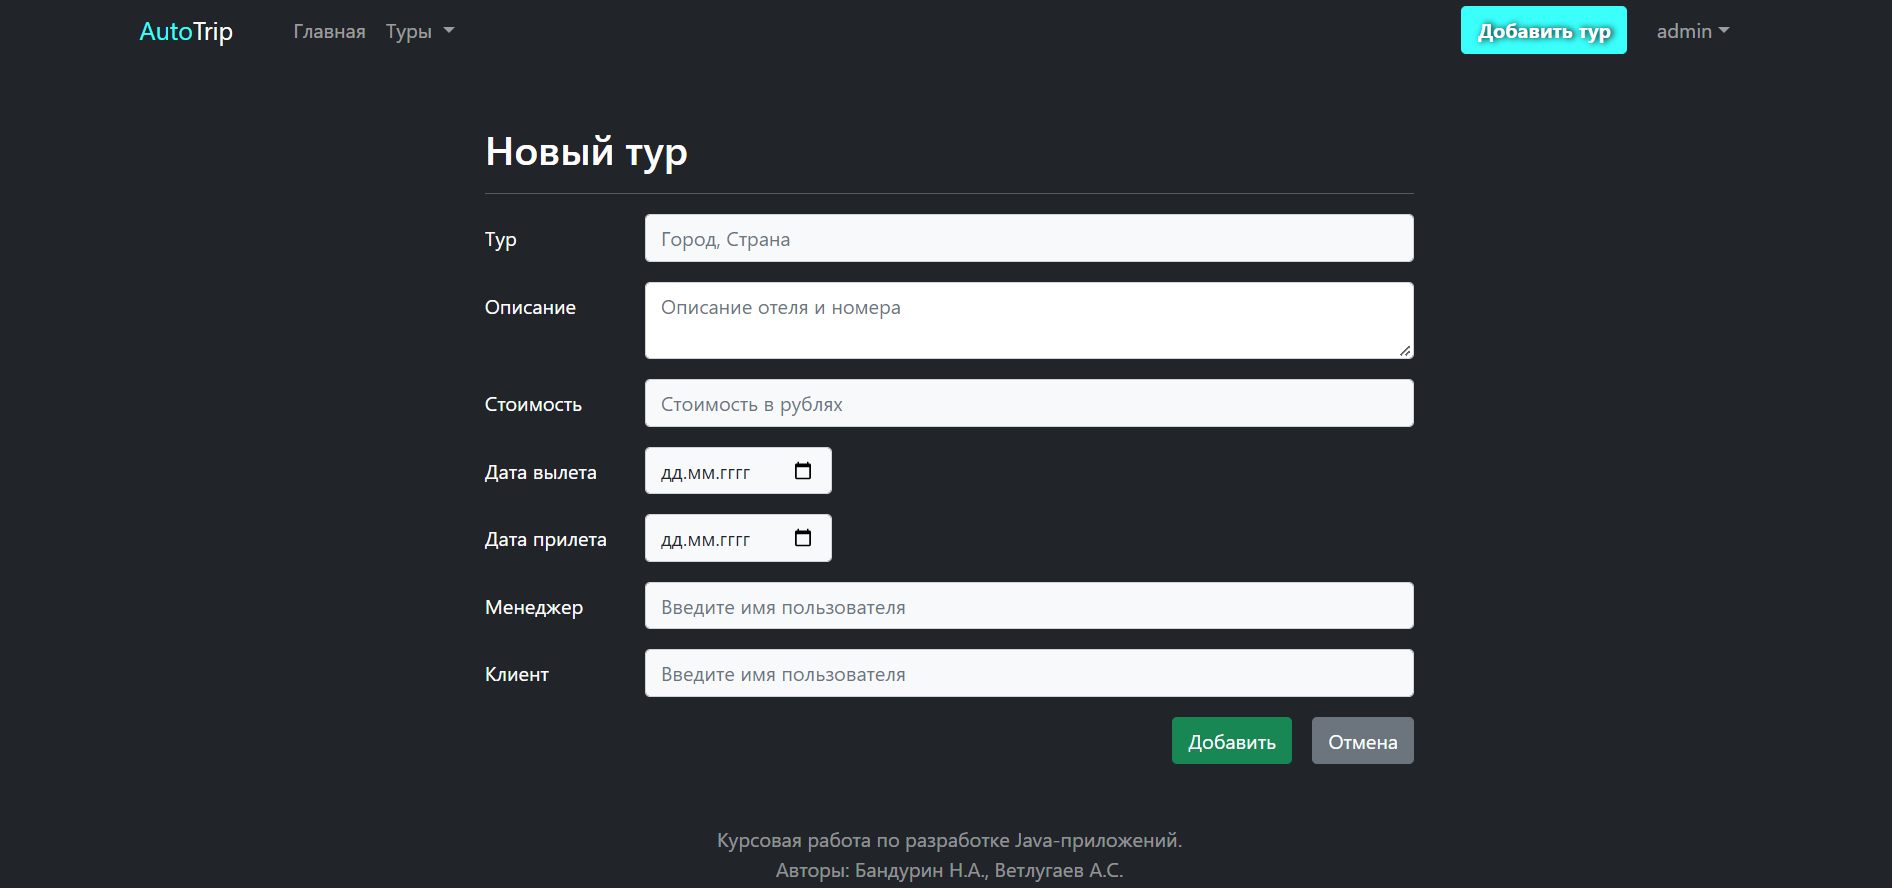 AutoTrip Главная Туры Добавить тур admin
Новый тур
Тур Город, Страна
Описание Описание отеля и номера
Стоимость Стоимость в рублях
Дата вылета дд.мм.гггг
Дата прилета дд.мм.гггг
Менеджер Введите имя пользователя
Клиент Введите имя пользователя
Добавить Отмена
Курсовая работа по разработке Java-приложений.
Авторы: Бандурин Н.А., Ветлугаев А.С.